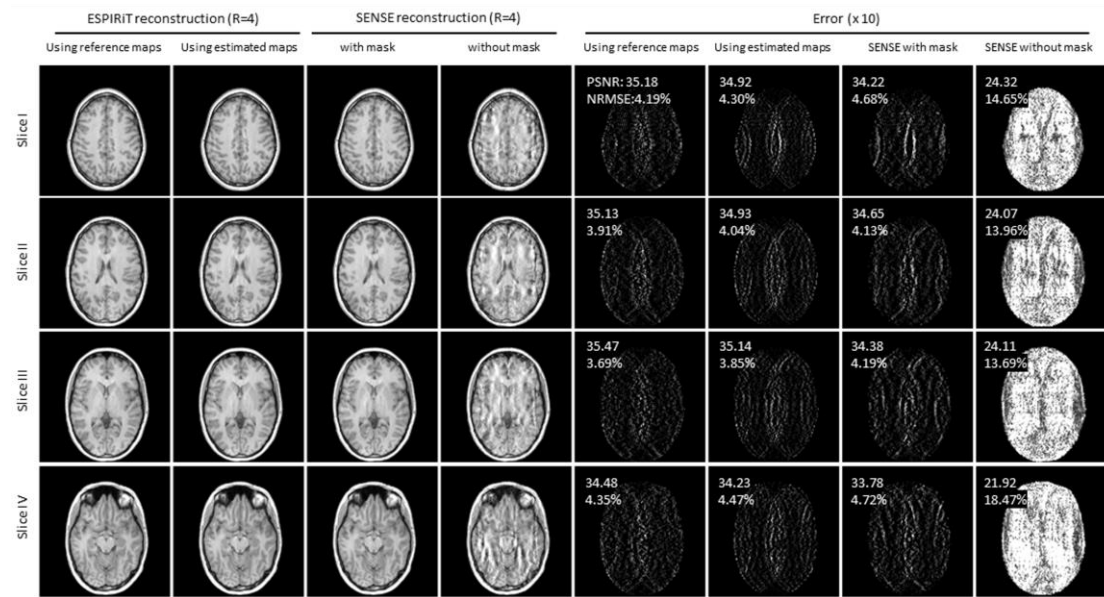 ESPIRiT reconstruction (R=4) SENSE reconstruction (R=4) Error (x 10)
Using reference maps Using estimated maps with mask without mask Using reference maps Using estimated maps SENSE with mask SENSE without mask
Slice I
PSNR: 35.18 34.92 34.22 24.32
NRMSE:4.19% 4.30% 4.68% 14.65%
Slice II
35.13 34.93 34.65 24.07
3.91% 4.04% 4.13% 13.96%
Slice III
35.47 35.14 34.38 24.11
3.69% 3.85% 4.19% 13.69%
Slice IV
34.48 34.23 33.78 21.92
4.35% 4.47% 4.72% 18.47%